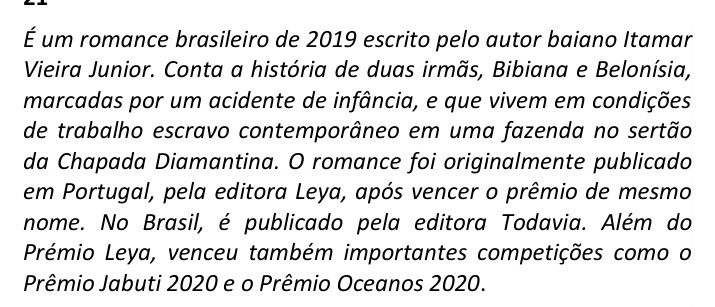 21
É um romance brasileiro de 2019 escrito pelo autor baiano Itamar
Vieira Junior. Conta a história de duas irmãs, Bibiana e Belonísia,
marcadas por um acidente de infância, e que vivem em condições
de trabalho escravo contemporâneo em uma fazenda no sertão
da Chapada Diamantina. O romance foi originalmente publicado
em Portugal, pela editora Leya, após vencer o prêmio de mesmo
nome. No Brasil, é publicado pela editora Todavia. Além do
Prémio Leya, venceu também importantes competições como o
Prêmio Jabuti 2020 e o Prêmio Oceanos 2020.